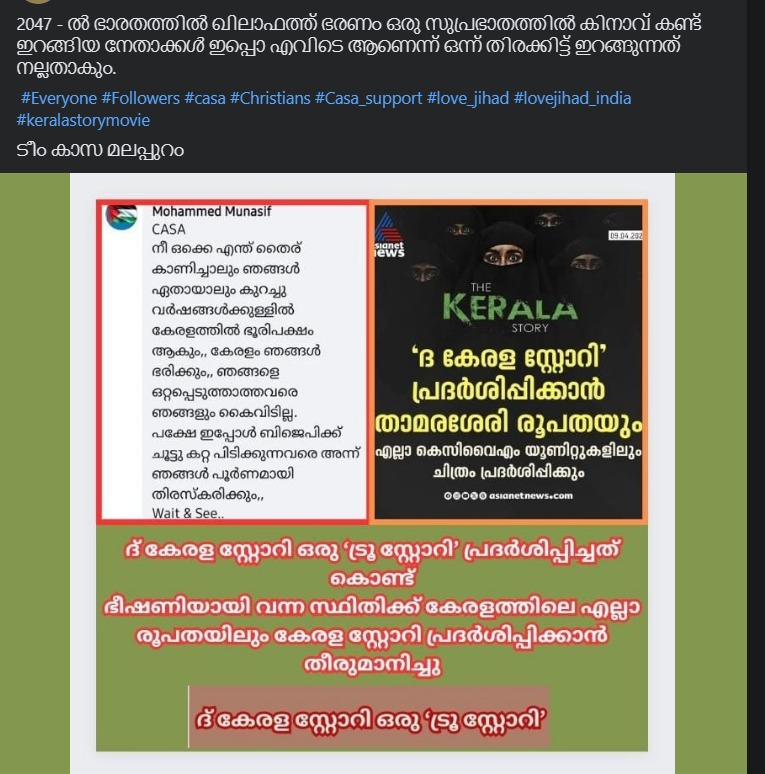 2047 - ൽ ഭാരതത്തിൽ ഖിലാഫത്ത് ഭരണം ഒരു സുപ്രഭാതത്തിൽ കിനാവ് കണ്ട്
ഇറങ്ങിയ നേതാക്കൾ ഇപ്പൊ എവിടെ ആണെന്ന് ഒന്ന് തിരക്കിട്ട് ഇറങ്ങുന്നത്
നല്ലതാകും.
#Everyone #Followers #casa #Christians #Casa_support #love_jihad #lovejihad_india
#keralastorymovie
ടീം കാസ മലപ്പുറം
Mohammed Munasif
CASA
നീ ഒക്കെ എന്ത് തൈര്
കാണിച്ചാലും ഞങ്ങൾ
ഏതായാലും കുറച്ചു
വർഷങ്ങൾക്കുള്ളിൽ
കേരളത്തിൽ ഭൂരിപക്ഷം
ആകും,, കേരളം ഞങ്ങൾ
ഭരിക്കും,, ഞങ്ങളെ
ഒറ്റപ്പെടുത്താത്തവരെ
ഞങ്ങളും കൈവിടില്ല.
പക്ഷേ ഇപ്പോൾ ബിജെപിക്ക്
ചൂട്ടു കറ്റ പിടിക്കുന്നവരെ അന്ന്
ഞങ്ങൾ പൂർണമായി
തിരസ്കരിക്കും,,
Wait & See..
sianet
ews
09.04.202
THE
KERALA
STORY
‘ദ കേരള സ്റ്റോറി’
പ്രദർശിപ്പിക്കാൻ
താമരശേരി രൂപതയും
എല്ലാ കെസിവൈഎം യൂണിറ്റുകളിലും
ചിത്രം പ്രദർശിപ്പിക്കും
asianetnews.com
ദ് കേരള സ്റ്റോറി ഒരു ‘ട്രൂ സ്റ്റോറി’ പ്രദർശിപ്പിച്ചത്
കൊണ്ട്
ഭീഷണിയായി വന്ന സ്ഥിതിക്ക് കേരളത്തിലെ എല്ലാ
രൂപതയിലും കേരള സ്റ്റോറി പ്രദർശിപ്പിക്കാൻ
തീരുമാനിച്ചു
ദ് കേരള സ്റ്റോറി ഒരു ‘ട്രൂ സ്റ്റോറി’